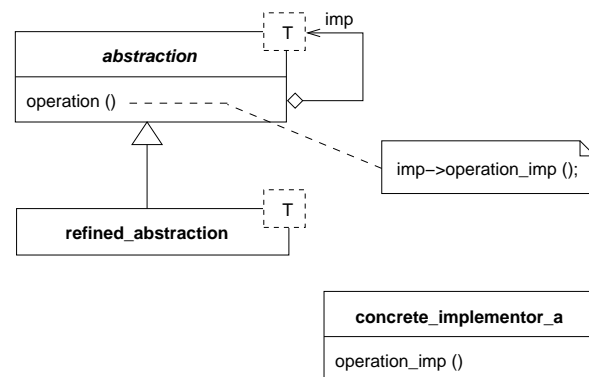 imp
T
abstraction
operation ()
imp->operation_imp ();
T
refined_abstraction
concrete_implementor_a
operation_imp ()